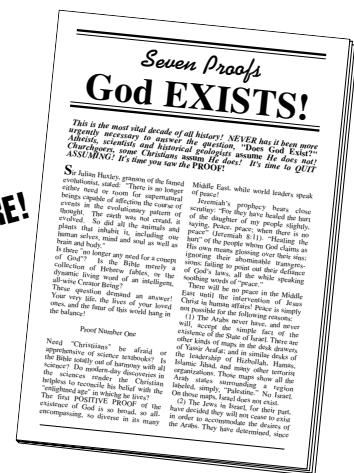 Seven Proofs
God EXISTS!
This is the most vital decade of all history! NEVER has it been more
urgently necessary to answer the question, "Does God Exist?"
Atheists, scientists and historical geologists assume He does not!
Churchgoers, some Christians assume He does! It's time to QUIT
ASSUMING! It's time you saw the PROOF!
Sir Julian Huxley, granson of the famed
evolutionist, stated: "There is no longer
either need or room for supernatural
beings capable of affecting the course of
events in the evolutionary pattern of
thought. The earth was not creatd, it
evolved. So did all the animals and
plants that inhabit it, including our
human selves, mind and soul as well as
brain and body."
Is there "no longer any need for a concept
of God"? Is the Bible merely a
collection of Hebrew fables, or the
dynamic living word of an intelligent,
all-wise Creator Being?
These question demand an answer!
Your very life, the lives of your loved
ones, and the futur of this world hang in
the balance!
Proof Number One
Need "Christians" be afraid or
apprehensive of science textbooks? Is
the Bible totally out of harmony with all
science? Do modern-day discoveries in
the sciences render the Christian
helpless to reconcile his belief with the
"enlightened age" in whichg he lives?
The first POSITIVE PROOF of the
existence of God is so broad, so all-
encompassing, so diverse in its many
Middle East, while world leaders speak
of peace!
Jeremiah's prophecy bears close
scrutiny: "For they have healed the hurt
of the daughter of my people slightly,
saying, Peace, peace; when there is no
peace" (Jeremiah 8:11). "Healing the
hurt" of the people whom God claims as
His own means glossing over their sins;
ignoring their abominable transgres-
sions; failing to point out their defiance
of God's laws, all the while speaking
soothing words of "peace."
There will be no peace in the Middle
East until the intervention of Jesus
Christ in human affairs! Peace is simply
not possible for the following reasons:
(1) The Arabs never have, and never
will, accept the simple fact of the
existence of the State of Israel. There are
other kinds of maps in the desk drawers
of Yassir Arafat; and in similar desks of
the leadership of Hizbollah, Hamas,
Islamic Jihad, and many other terrorist
organizations. Those maps show all the
Arab states surrounding a region
labeled, simply, "Palestine." No Israel.
On those maps, Israel does not exist.
(2) The Jews in Israel, for their part,
have decided they will not cease to exist
in order to accommodate the desires of
the Arabs. They have determined, since
RE!